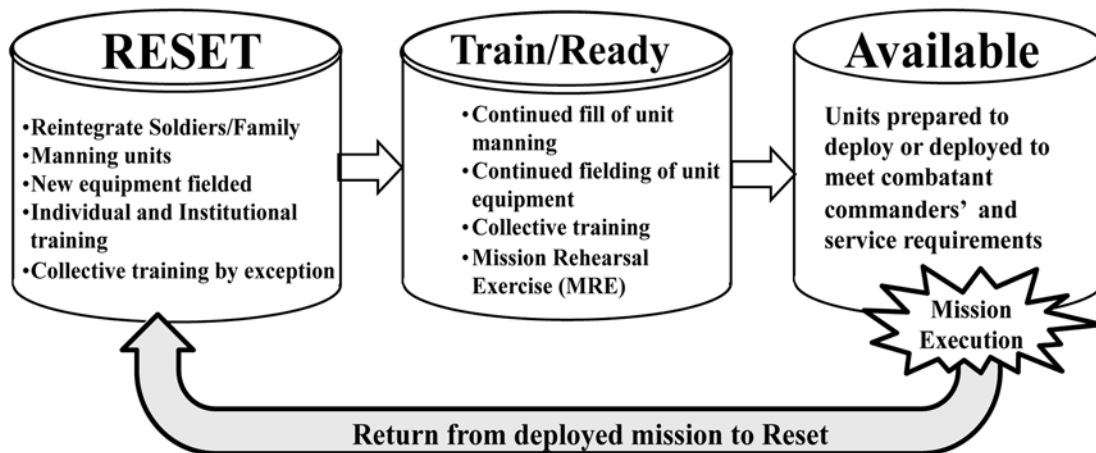 RESET
•Reintegrate Soldiers/Family
•Manning units
•New equipment fielded
•Individual and Institutional
training
•Collective training by exception
Train/Ready
•Continued fill of unit
manning
•Continued fielding of unit
equipment
•Collective training
•Mission Rehearsal
Exercise (MRE)
Available
Units prepared to
deploy or deployed to
meet combatant
commanders’ and
service requirements
Mission
Execution
Return from deployed mission to Reset